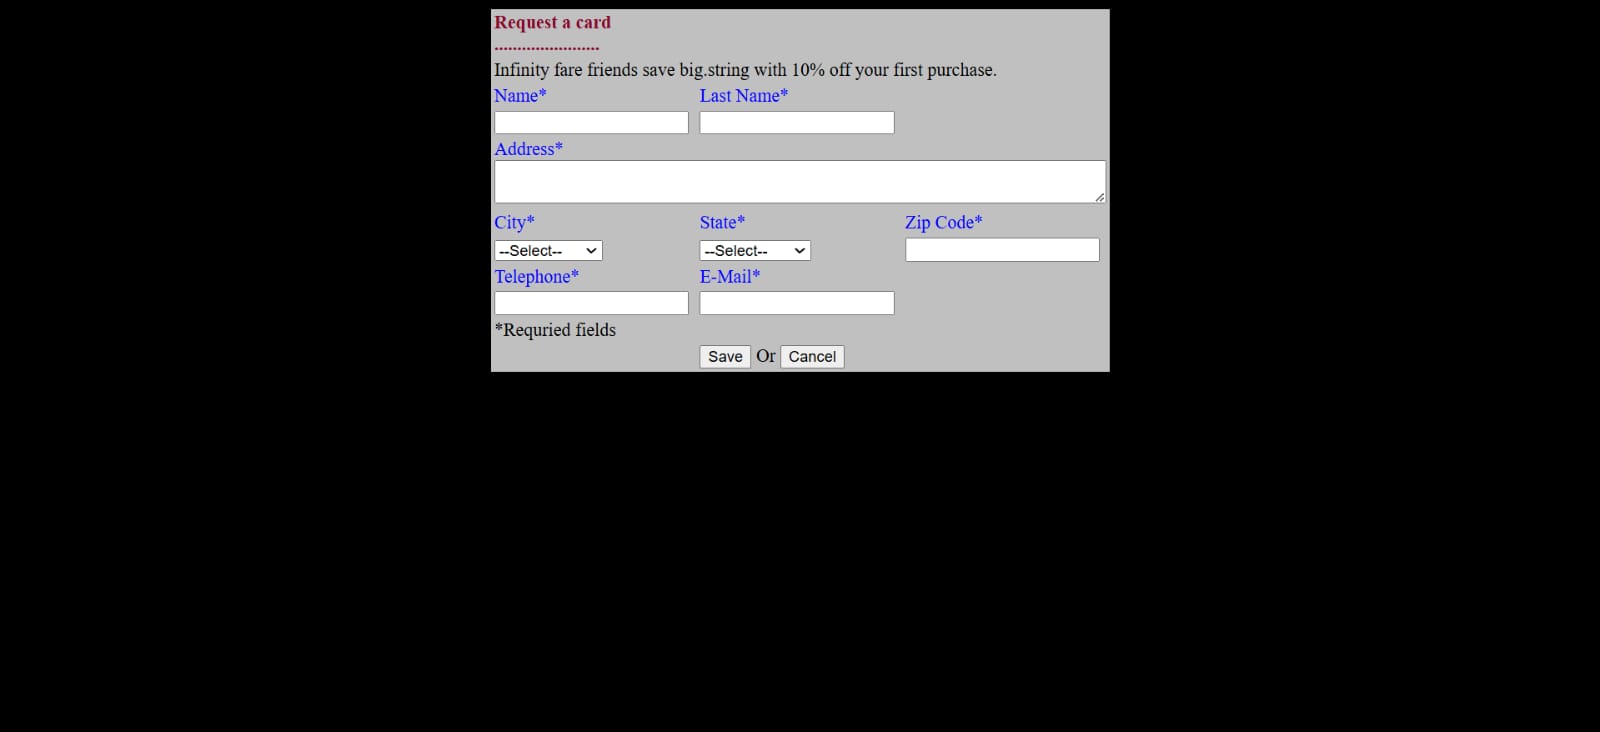 Request a card
.......................
Infinity fare friends save big.string with 10% off your first purchase.
Name* Last Name*
Address*
City* State* Zip Code*
--Select-- --Select--
Telephone* E-Mail*
*Requried fields
Save Or Cancel